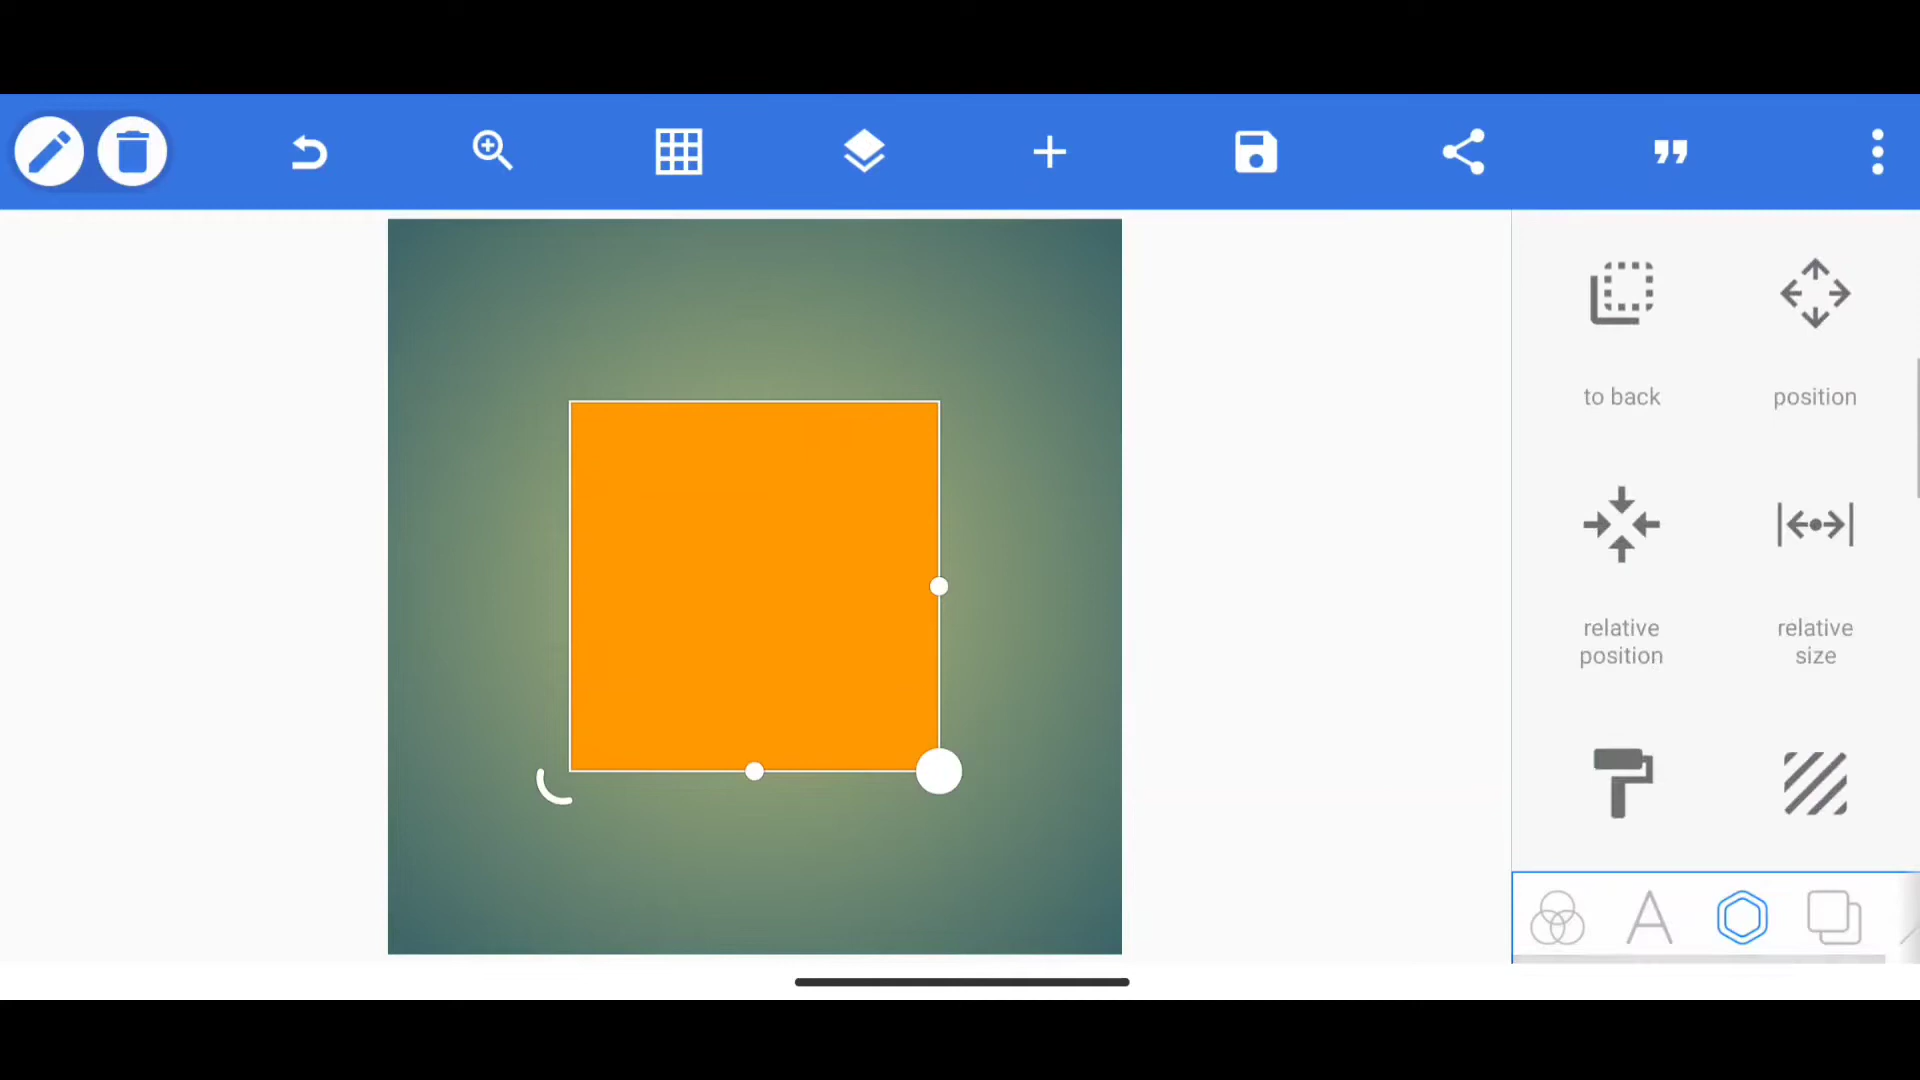 to back
position
relative
position
relative
size